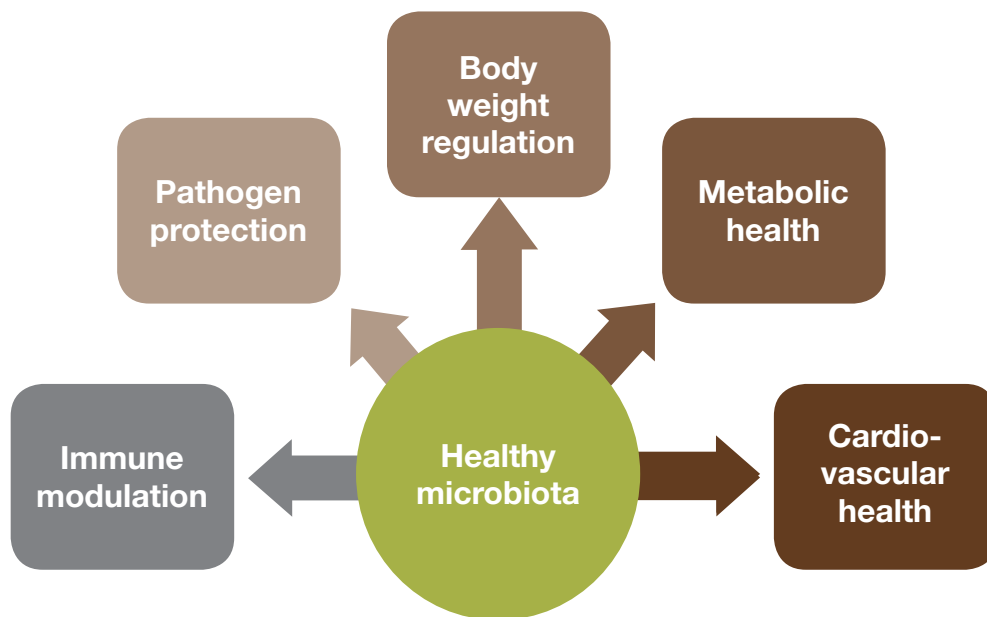 Body
weight
regulation
Pathogen
protection
Metabolic
health
Immune
modulation
Healthy
microbiota
Cardio-
vascular
health